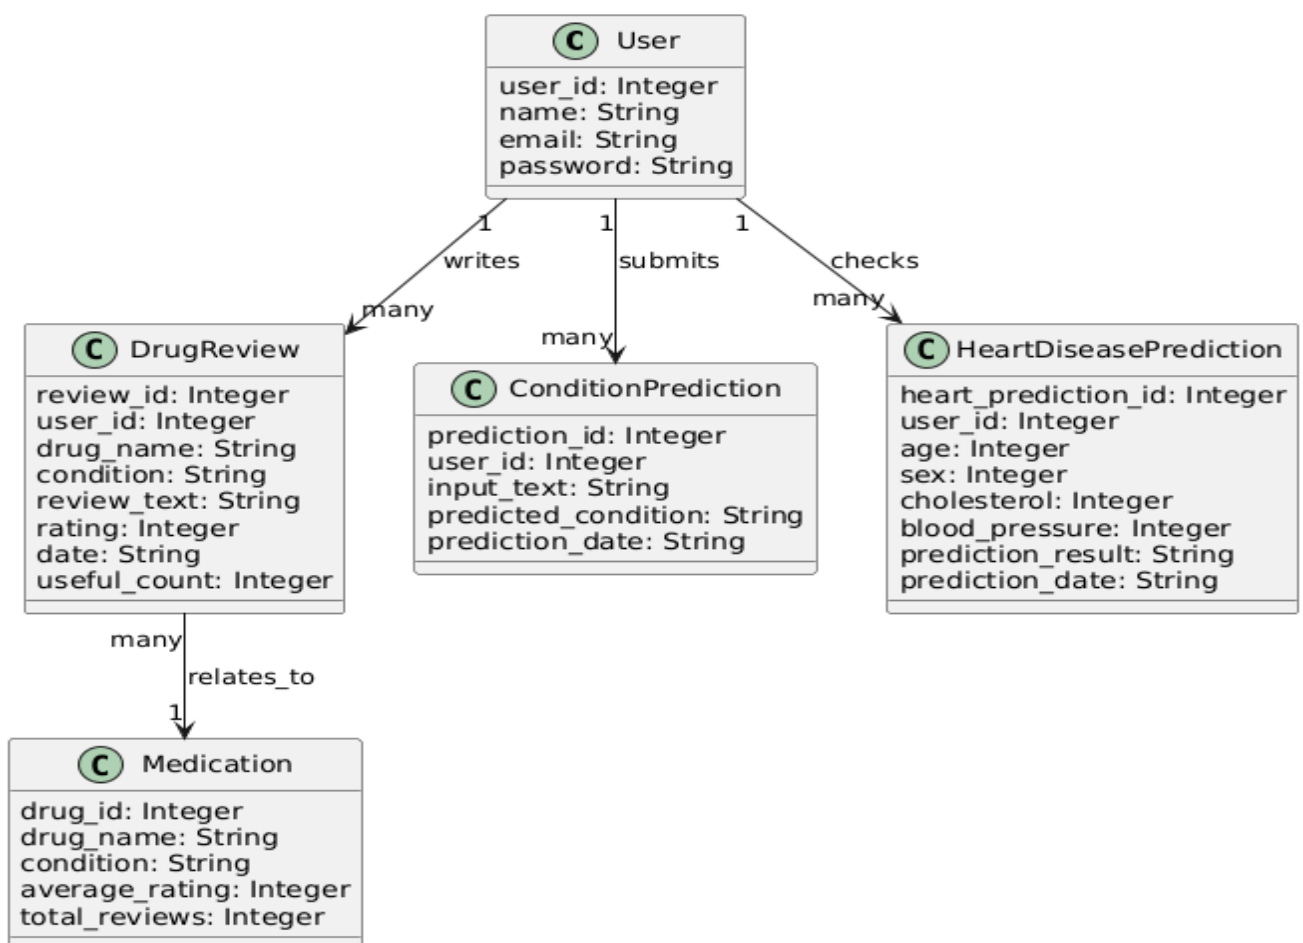 C User
user_id: Integer
name: String
email: String
password: String
1
1
1
writes
submits
checks
many
many
many
C DrugReview
review_id: Integer
user_id: Integer
drug_name: String
condition: String
review_text: String
rating: Integer
date: String
useful_count: Integer
C ConditionPrediction
prediction_id: Integer
user_id: Integer
input_text: String
predicted_condition: String
prediction_date: String
C HeartDiseasePrediction
heart_prediction_id: Integer
user_id: Integer
age: Integer
sex: Integer
cholesterol: Integer
blood_pressure: Integer
prediction_result: String
prediction_date: String
many
relates_to
1
C Medication
drug_id: Integer
drug_name: String
condition: String
average_rating: Integer
total_reviews: Integer